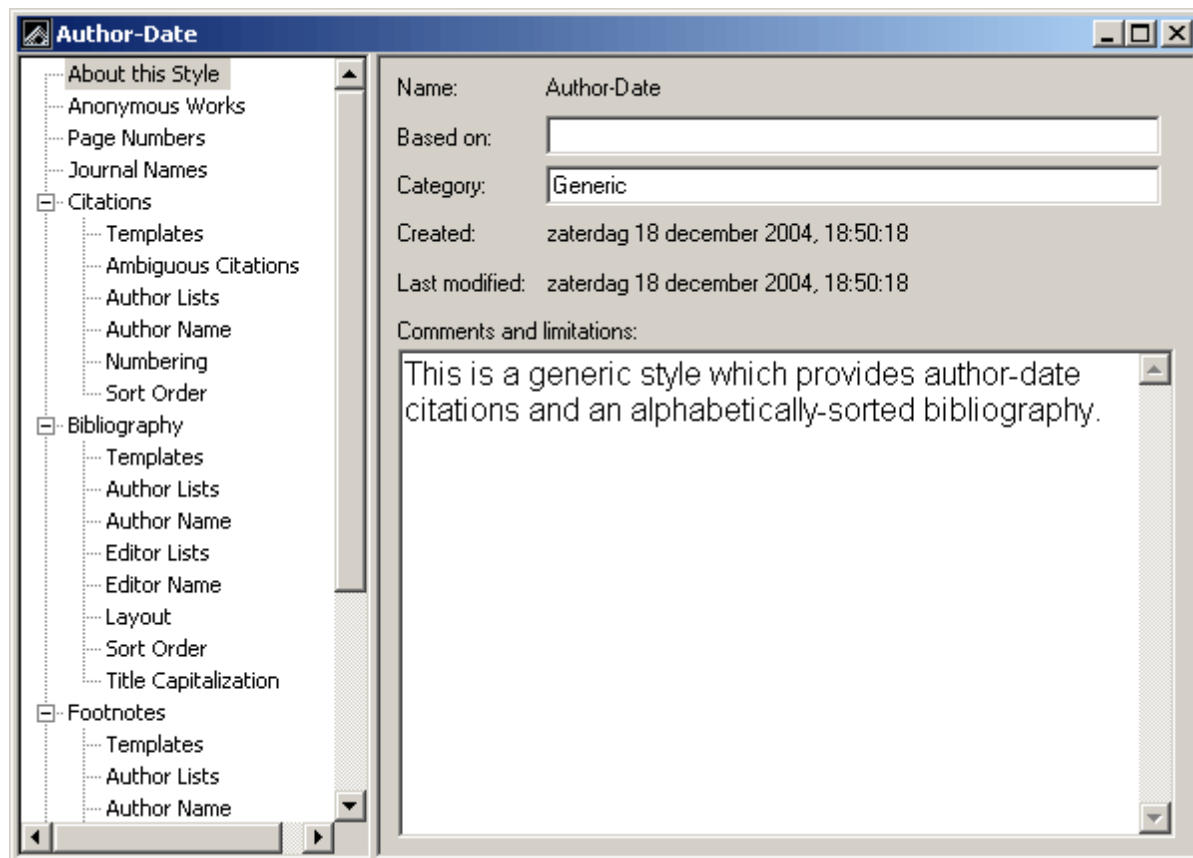 Author-Date
About this Style
Anonymous Works
Page Numbers
Journal Names
Citations
Templates
Ambiguous Citations
Author Lists
Author Name
Numbering
Sort Order
Bibliography
Templates
Author Lists
Author Name
Editor Lists
Editor Name
Layout
Sort Order
Title Capitalization
Footnotes
Templates
Author Lists
Author Name
Name: Author-Date
Based on:
Category: Generic
Created: zaterdag 18 december 2004, 18:50:18
Last modified: zaterdag 18 december 2004, 18:50:18
Comments and limitations:
This is a generic style which provides author-date
citations and an alphabetically-sorted bibliography.